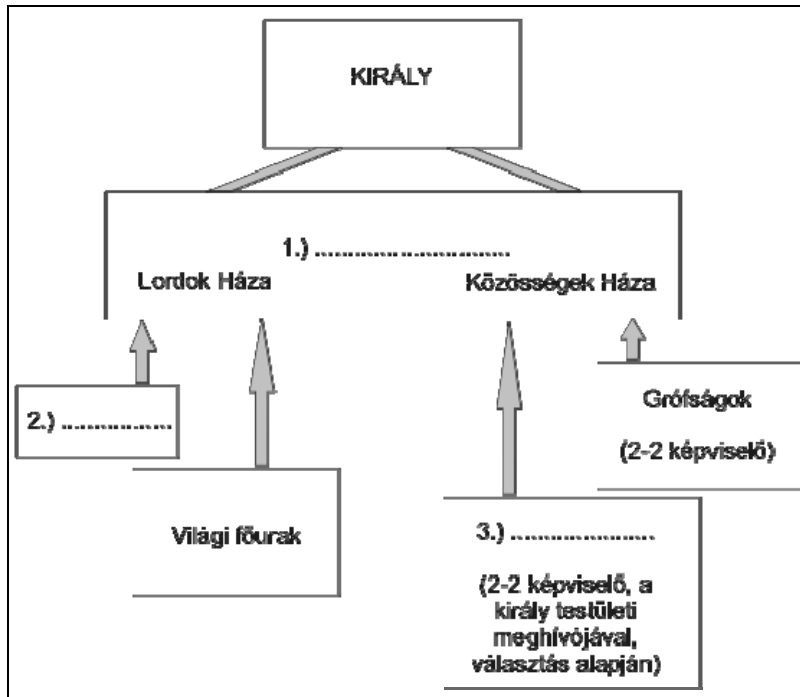 KIRÁLY
1.) ..............................
Lordok Háza
Közösségek Háza
2.) .................
Grófságok
(2-2 képviselő)
Világi főurak
3.) ......................
(2-2 képviselő, a
király testületi
meghívójával,
választás alapján)